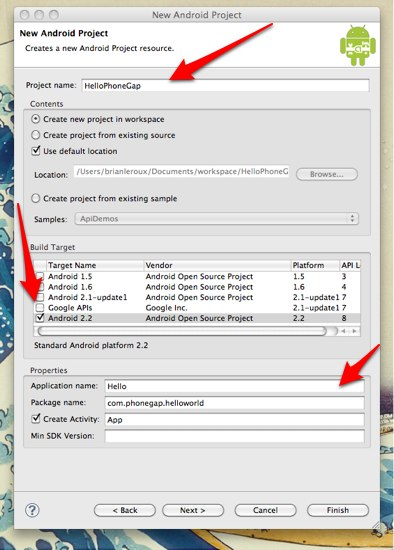 New Android Project
New Android Project
Creates a new Android Project resource.
Project name: HelloPhoneGap
Contents
Create new project in workspace
Create project from existing source
Use default location
Location: /Users/brianleroux/Documents/workspace/HelloPhoneG Browse...
Create project from existing sample
Samples: ApiDemos
Build Target
Target Name Vendor Platform API L
Android 1.5 Android Open Source Project 1.5 3
Android 1.6 Android Open Source Project 1.6 4
Android 2.1-update1 Android Open Source Project 2.1-update1 7
Google APIs Google Inc. 2.1-update1 7
Android 2.2 Android Open Source Project 2.2 8
Standard Android platform 2.2
Properties
Application name: Hello
Package name: com.phonegap.helloworld
Create Activity: App
Min SDK Version:
? < Back Next > Cancel Finish